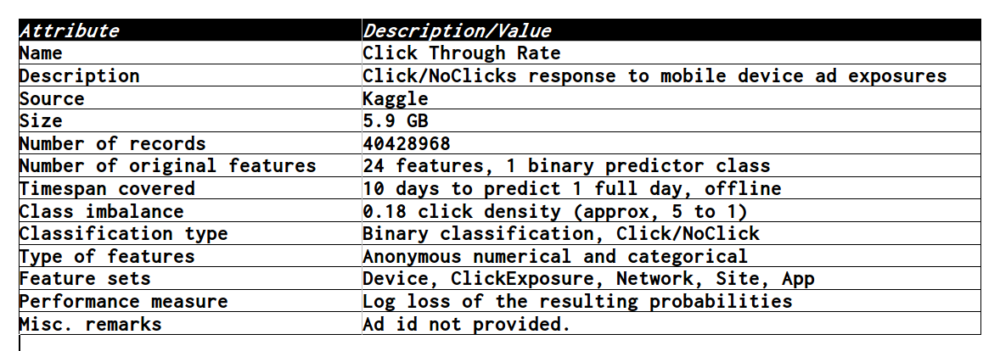 Attribute Description/Value
Name Click Through Rate
Description Click/NoClicks response to mobile device ad exposures
Source Kaggle
Size 5.9 GB
Number of records 40428968
Number of original features 24 features, 1 binary predictor class
Timespan covered 10 days to predict 1 full day, offline
Class imbalance 0.18 click density (approx, 5 to 1)
Classification type Binary classification, Click/NoClick
Type of features Anonymous numerical and categorical
Feature sets Device, ClickExposure, Network, Site, App
Performance measure Log loss of the resulting probabilities
Misc. remarks Ad id not provided.